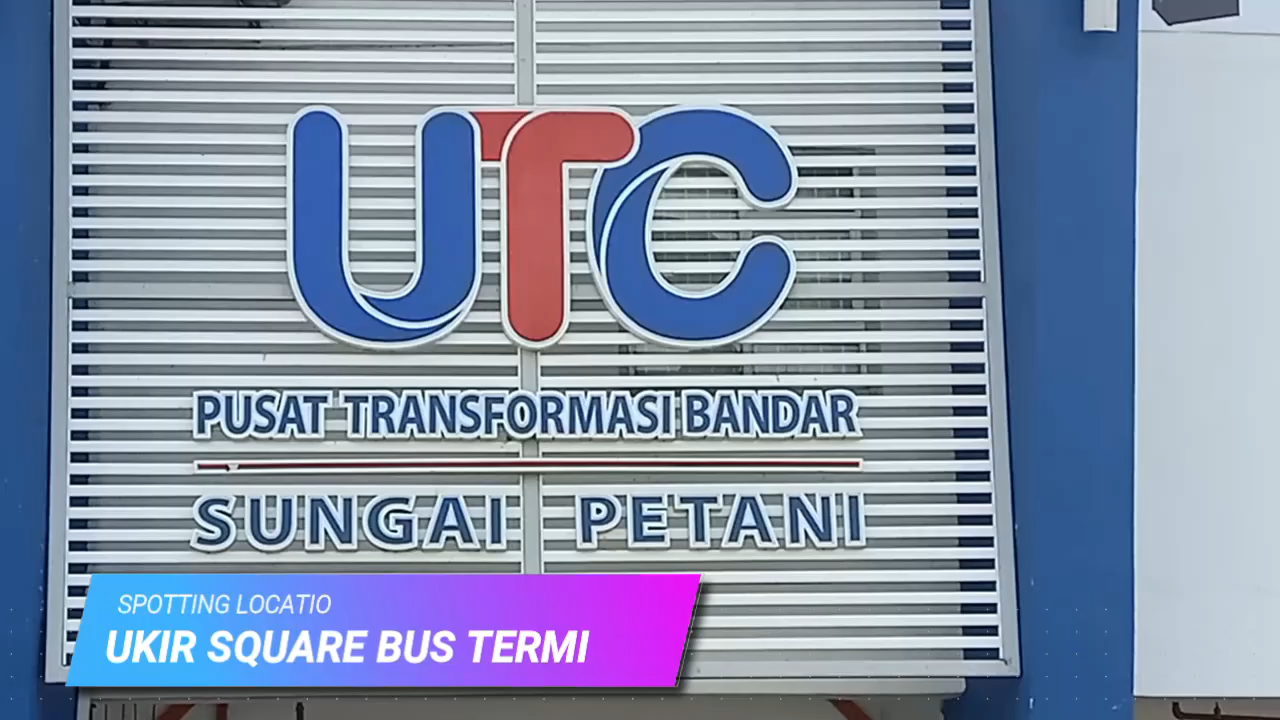 UTC
PUSAT TRANSFORMASI BANDAR
SUNGAI PETANI
SPOTTING LOCATIO
UKIR SQUARE BUS TERMI